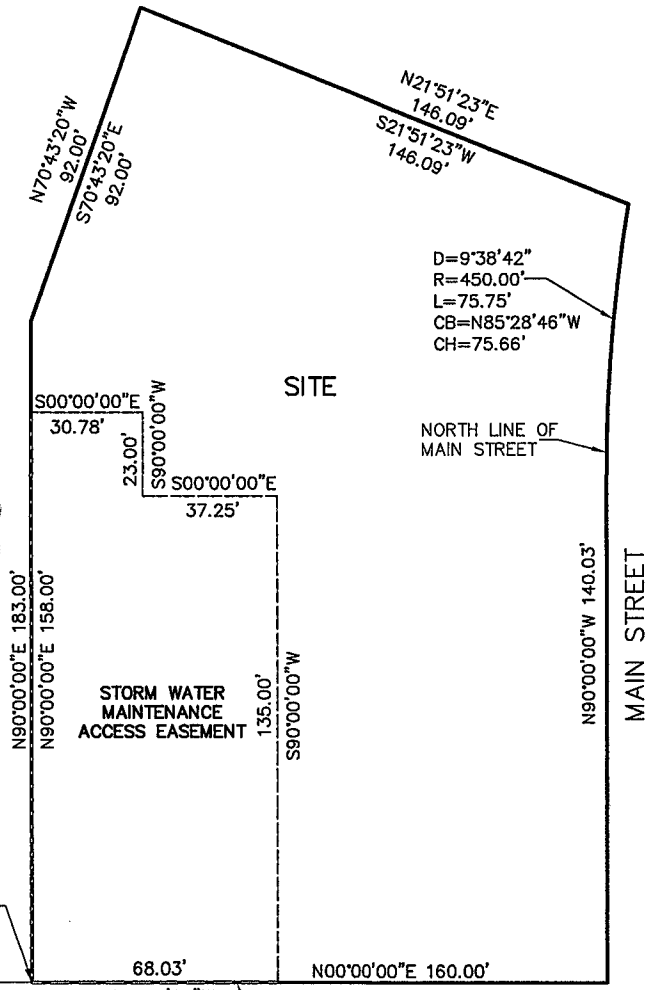 N21°51'23"E
146.09'
S21°51'23"W
146.09'
N70°43'20"W
92.00'
S70°43'20"E
92.00'
D=9°38'42"
R=450.00'
L=75.75'
CB=N85°28'46"W
CH=75.66'
SITE
S00°00'00"E
30.78'
23.00'
S90°00'00"W
NORTH LINE OF
MAIN STREET
S00°00'00"E
37.25'
N90°00'00"E 183.00'
N90°00'00"E 158.00'
STORM WATER
MAINTENANCE
ACCESS EASEMENT
135.00'
S90°00'00"W
N90°00'00"W 140.03'
MAIN STREET
68.03'
N00°00'00"E 160.00'